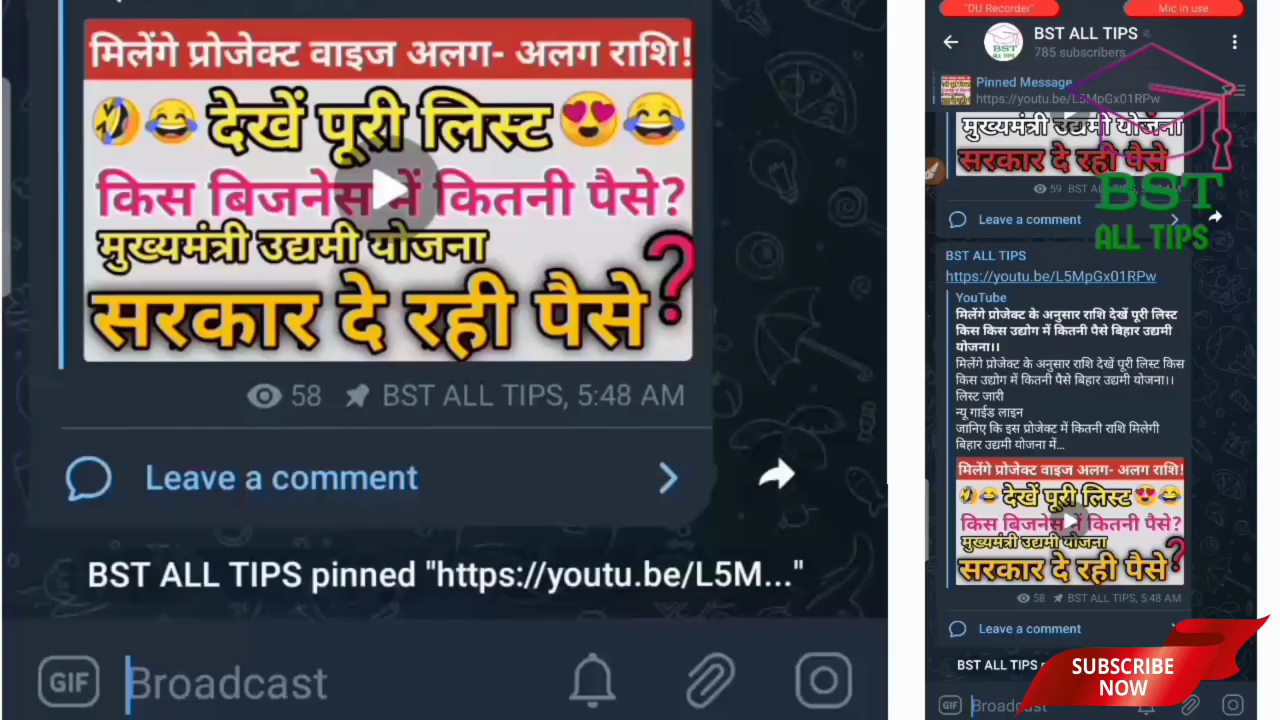 मिलेंगे प्रोजेक्ट वाइज अलग- अलग राशि!
देखें पूरी लिस्ट
किस बिजनेस में कितनी पैसे?
मुख्यमंत्री उद्यमी योजना
सरकार दे रही पैसे?
58 BST ALL TIPS, 5:48 AM
Leave a comment
BST ALL TIPS pinned "https://youtu.be/L5M..."
GIF Broadcast
"DU Recorder" Mic in use
BST ALL TIPS
785 subscribers
Pinned Message
https://youtu.be/L5MpGx01RPw
मुख्यमंत्री उद्यमी योजना
सरकार दे रही पैसे
59 BST ALL TIPS, 5:
Leave a comment
BST
ALL TIPS
BST ALL TIPS
https://youtu.be/L5MpGx01RPw
YouTube
मिलेंगे प्रोजेक्ट के अनुसार राशि देखें पूरी लिस्ट
किस किस उद्योग में कितनी पैसे बिहार उद्यमी
योजना।।
मिलेंगे प्रोजेक्ट के अनुसार राशि देखें पूरी लिस्ट किस
किस उद्योग में कितनी पैसे बिहार उद्यमी योजना।।
लिस्ट जारी
न्यू गाईड लाइन
जानिए कि इस प्रोजेक्ट में कितनी राशि मिलेगी
बिहार उद्यमी योजना में...
मिलेंगे प्रोजेक्ट वाइज अलग- अलग राशि!
देखें पूरी लिस्ट
किस बिजनेस में कितनी पैसे?
मुख्यमंत्री उद्यमी योजना
सरकार दे रही पैसे?
58 BST ALL TIPS, 5:48 AM
Leave a comment
BST ALL TIPS
SUBSCRIBE
NOW
GIF Broadcast